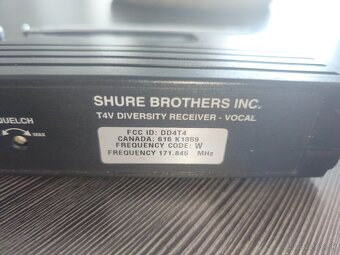 SHURE BROTHERS INC.
QUELCH
T4V DIVERSITY RECEIVER - VOCAL
MAX
FCC ID: DD4T4
CANADA: 616 K1359
FREQUENCY CODE: W
FREQUENCY 171.845 MHz